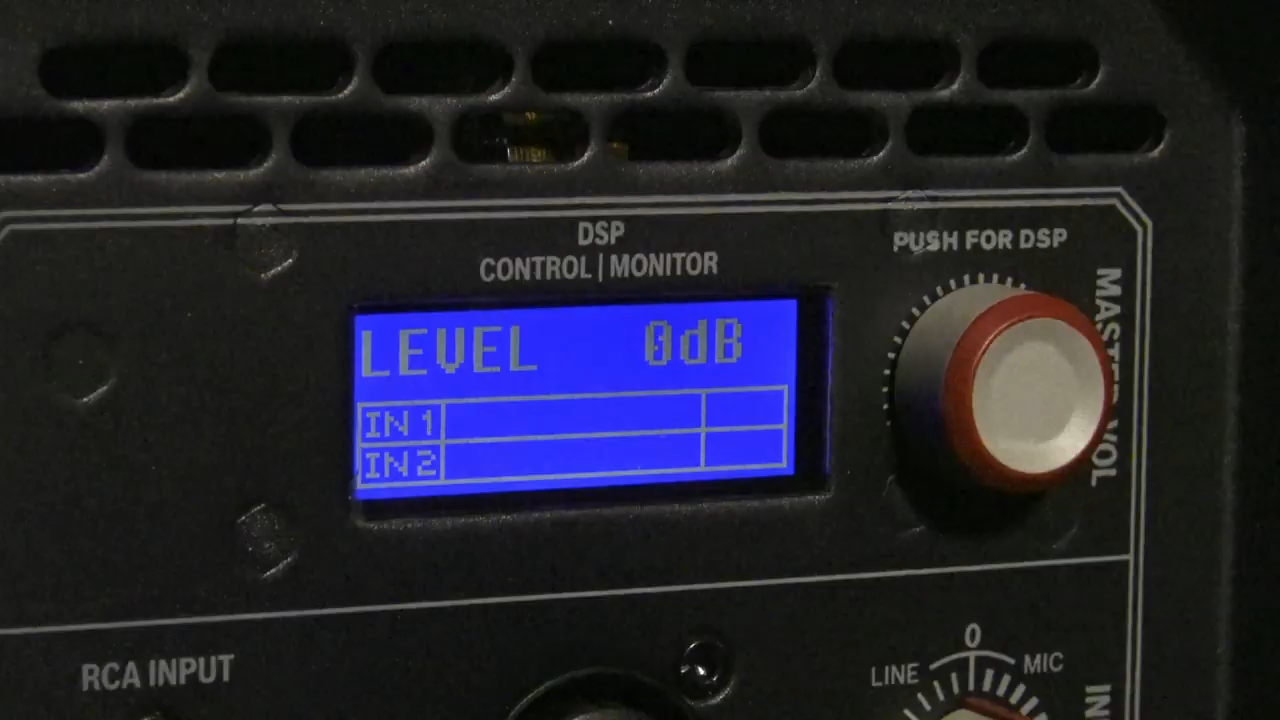 DSP
CONTROL | MONITOR
PUSH FOR DSP
MASTER VOL
LEVEL 0dB
IN 1
IN 2
RCA INPUT
0
LINE MIC
IN